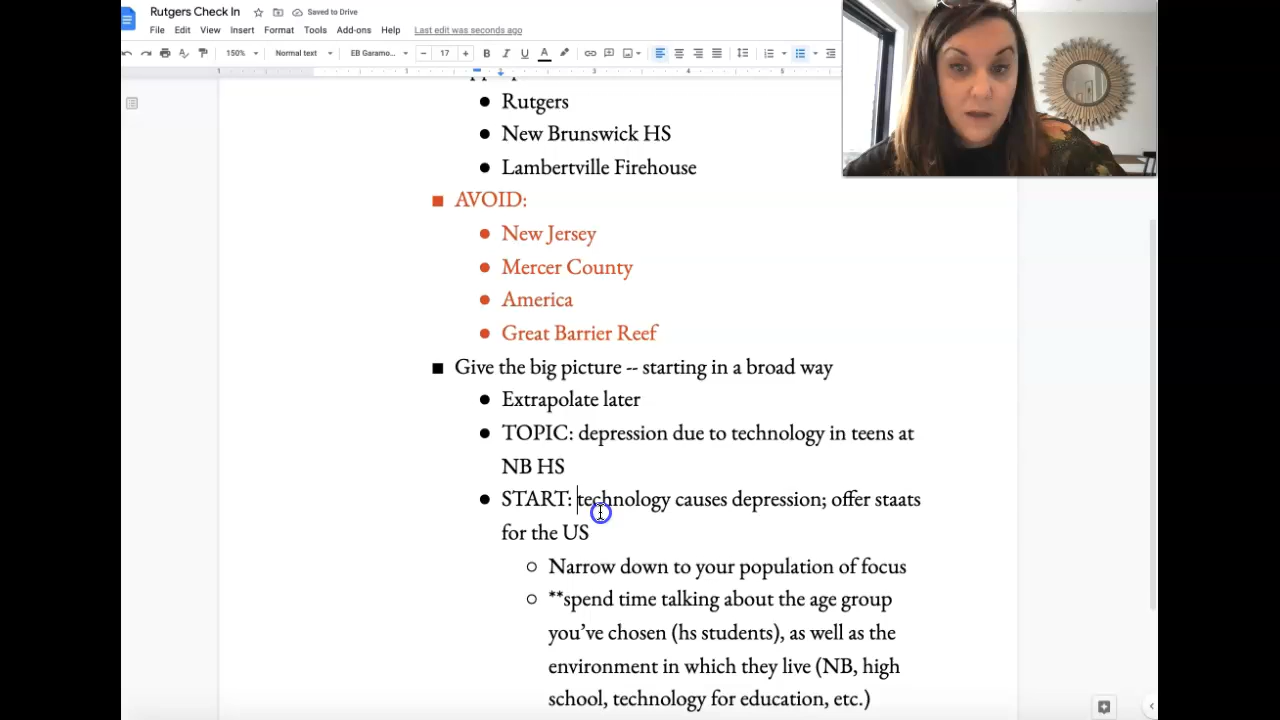 Rutgers Check In
Saved to Drive
File Edit View Insert Format Tools Add-ons Help Last edit was seconds ago
150% Normal text EB Garamo... 17 B I U A
1 1 3 4 5
Rutgers
New Brunswick HS
Lambertville Firehouse
AVOID:
New Jersey
Mercer County
America
Great Barrier Reef
Give the big picture -- starting in a broad way
Extrapolate later
TOPIC: depression due to technology in teens at
NB HS
START: technology causes depression; offer staats
for the US
Narrow down to your population of focus
**spend time talking about the age group
you’ve chosen (hs students), as well as the
environment in which they live (NB, high
school, technology for education, etc.)